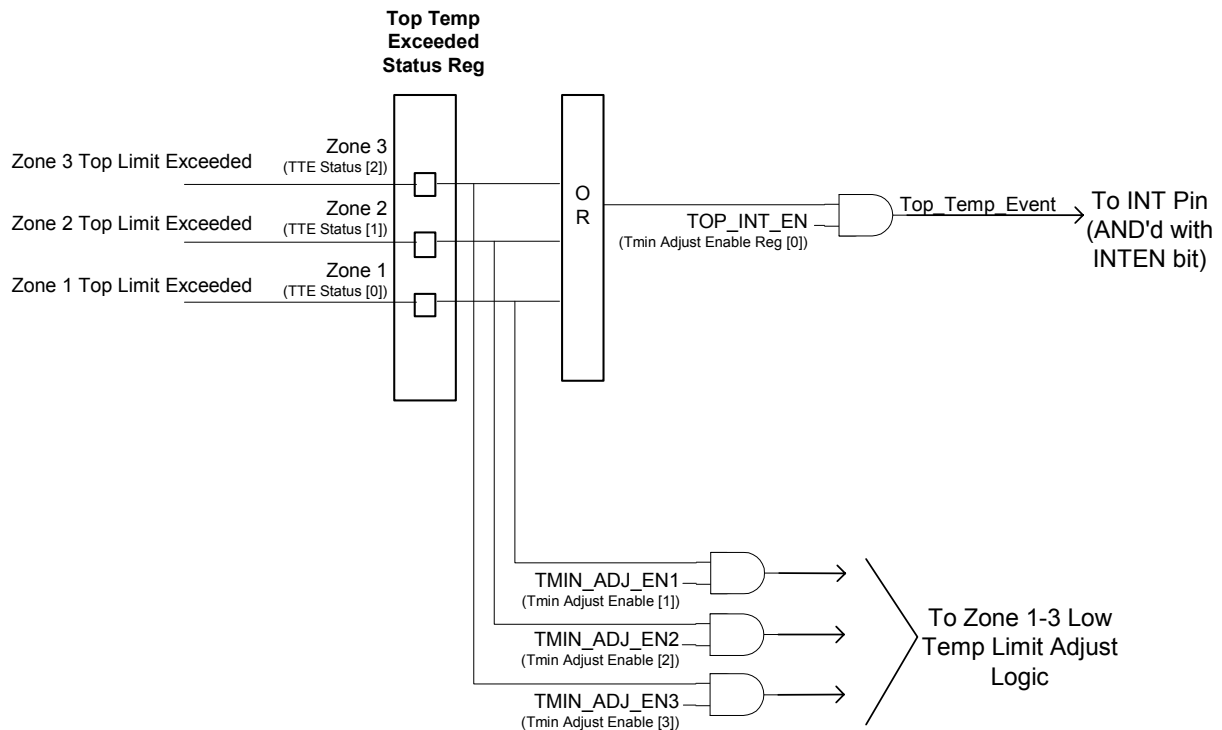 Top Temp
Exceeded
Status Reg
Zone 3 Top Limit Exceeded
Zone 3
(TTE Status [2])
Zone 2 Top Limit Exceeded
Zone 2
(TTE Status [1])
Zone 1 Top Limit Exceeded
Zone 1
(TTE Status [0])
O
R
TOP_INT_EN
(Tmin Adjust Enable Reg [0])
Top_Temp_Event
To INT Pin
(AND'd with
INTEN bit)
TMIN_ADJ_EN1
(Tmin Adjust Enable [1])
TMIN_ADJ_EN2
(Tmin Adjust Enable [2])
TMIN_ADJ_EN3
(Tmin Adjust Enable [3])
To Zone 1-3 Low
Temp Limit Adjust
Logic